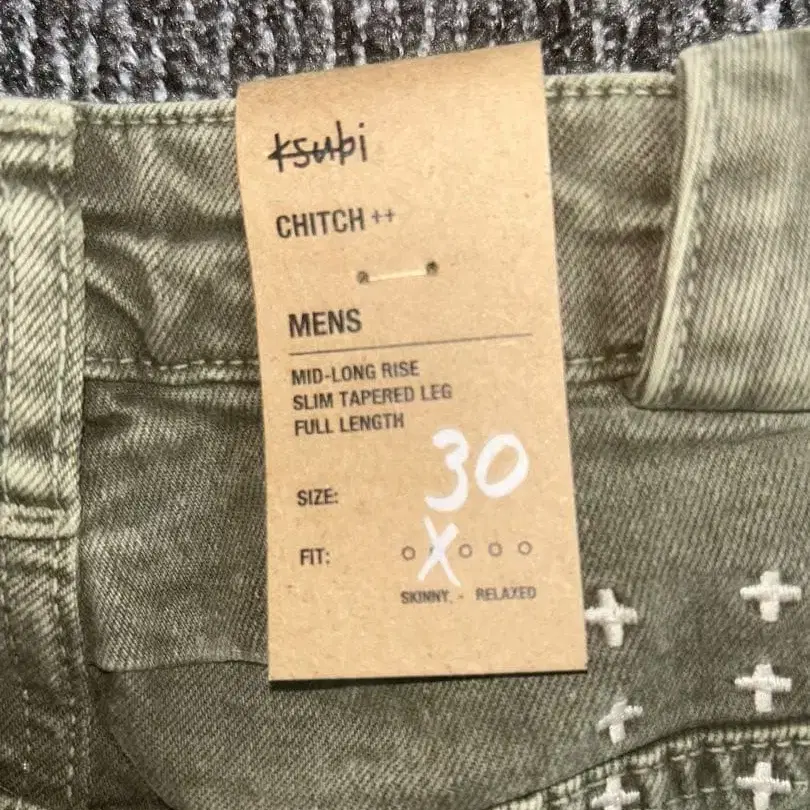 ksubi
CHITCH ++
MENS
MID-LONG RISE
SLIM TAPERED LEG
FULL LENGTH
SIZE: 30
FIT: O X O O O
SKINNY. - RELAXED